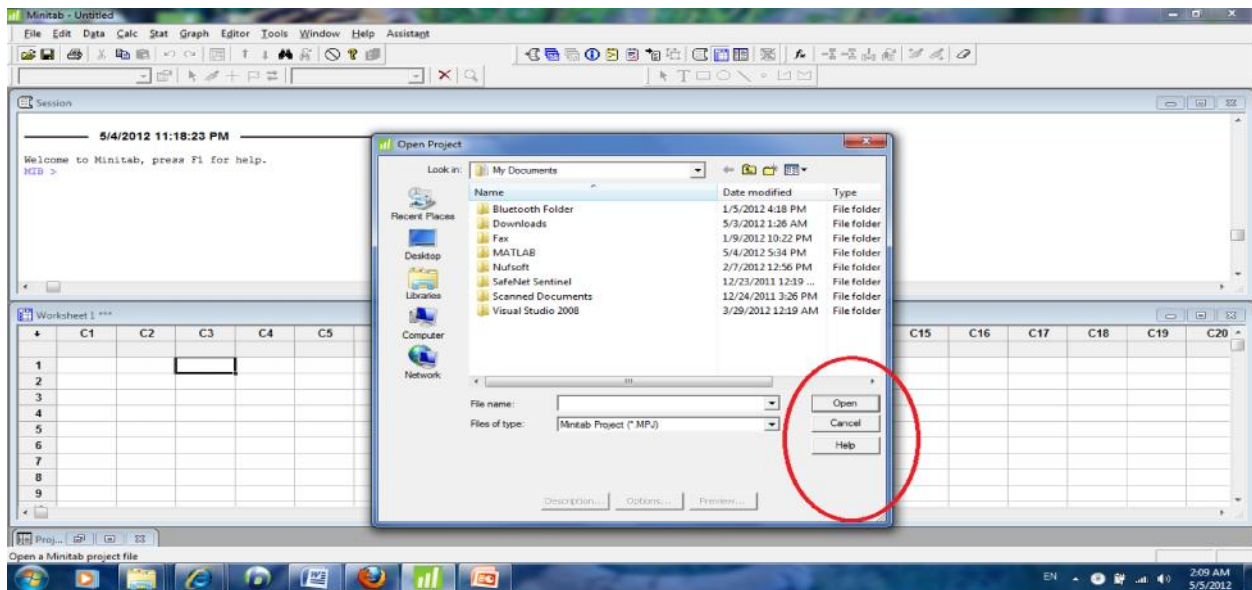 Minitab - Untitled
File Edit Data Calc Stat Graph Editor Tools Window Help Assistant
Session
5/4/2012 11:18:23 PM
Welcome to Minitab, press F1 for help.
MTB >
Open Project
Look in: My Documents
Name Date modified Type
Bluetooth Folder 1/5/2012 4:18 PM File folder
Downloads 5/3/2012 1:26 AM File folder
Fax 1/9/2012 10:22 PM File folder
MATLAB 5/4/2012 5:34 PM File folder
Nufsoft 2/7/2012 12:56 PM File folder
SafeNet Sentinel 12/23/2011 12:19 ... File folder
Scanned Documents 12/24/2011 3:26 PM File folder
Visual Studio 2008 3/29/2012 12:19 AM File folder
Recent Places
Desktop
Libraries
Computer
Network
File name: Open
Files of type: Minitab Project (*.MPJ) Cancel
Help
Description... Options... Preview...
Worksheet 1 ***
C1 C2 C3 C4 C5 C15 C16 C17 C18 C19 C20
1
2
3
4
5
6
7
8
9
Proj...
Open a Minitab project file
EN 2:09 AM
5/5/2012